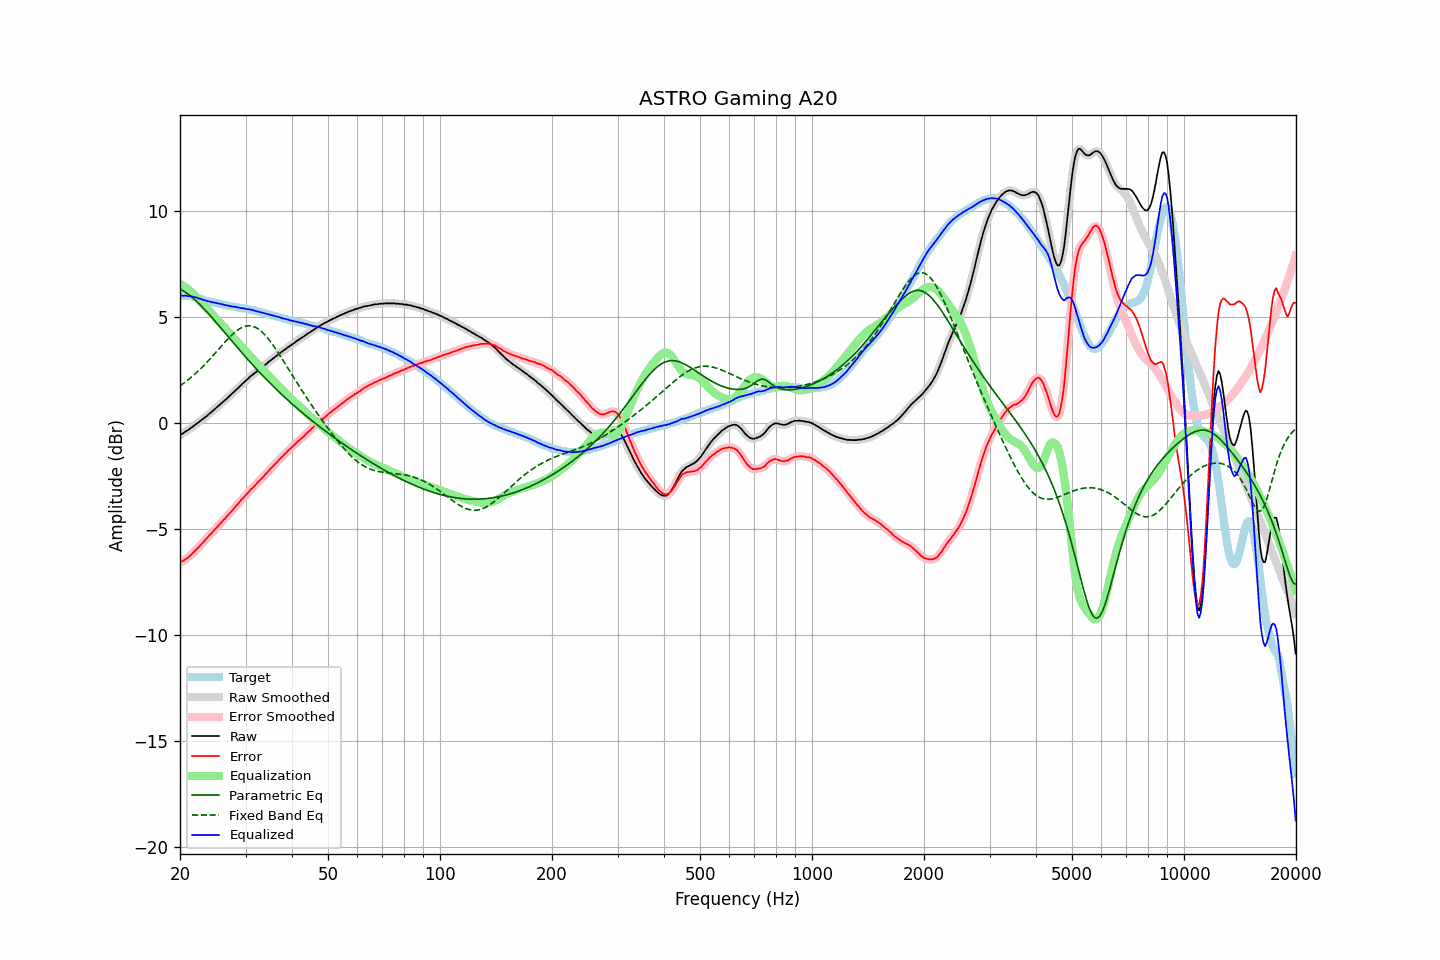 ASTRO Gaming A20
Amplitude (dBr)
10
5
0
−5
−10
−15
−20
Target
Raw Smoothed
Error Smoothed
Raw
Error
Equalization
Parametric Eq
Fixed Band Eq
Equalized
20 50 100 200 500 1000 2000 5000 10000 20000
Frequency (Hz)